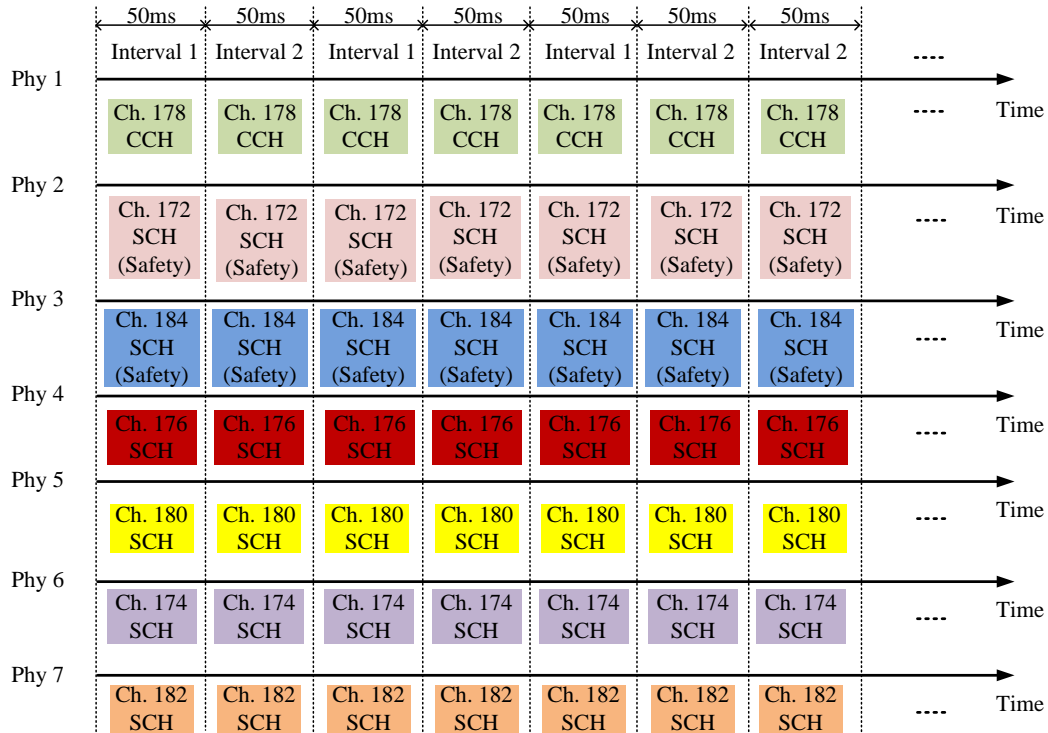 50ms 50ms 50ms 50ms 50ms 50ms 50ms
Interval 1 Interval 2 Interval 1 Interval 2 Interval 1 Interval 2 Interval 2 ----
Phy 1
Ch. 178 Ch. 178 Ch. 178 Ch. 178 Ch. 178 Ch. 178 Ch. 178 ---- Time
CCH CCH CCH CCH CCH CCH CCH
Phy 2
Ch. 172 Ch. 172 Ch. 172 Ch. 172 Ch. 172 Ch. 172 Ch. 172 ---- Time
SCH SCH SCH SCH SCH SCH SCH
(Safety) (Safety) (Safety) (Safety) (Safety) (Safety) (Safety)
Phy 3
Ch. 184 Ch. 184 Ch. 184 Ch. 184 Ch. 184 Ch. 184 Ch. 184 Time
SCH SCH SCH SCH SCH SCH SCH ----
(Safety) (Safety) (Safety) (Safety) (Safety) (Safety) (Safety)
Phy 4
Ch. 176 Ch. 176 Ch. 176 Ch. 176 Ch. 176 Ch. 176 Ch. 176 ---- Time
SCH SCH SCH SCH SCH SCH SCH
Phy 5
Ch. 180 Ch. 180 Ch. 180 Ch. 180 Ch. 180 Ch. 180 Ch. 180 ---- Time
SCH SCH SCH SCH SCH SCH SCH
Phy 6
Ch. 174 Ch. 174 Ch. 174 Ch. 174 Ch. 174 Ch. 174 Ch. 174 ---- Time
SCH SCH SCH SCH SCH SCH SCH
Phy 7
Ch. 182 Ch. 182 Ch. 182 Ch. 182 Ch. 182 Ch. 182 Ch. 182 ---- Time
SCH SCH SCH SCH SCH SCH SCH